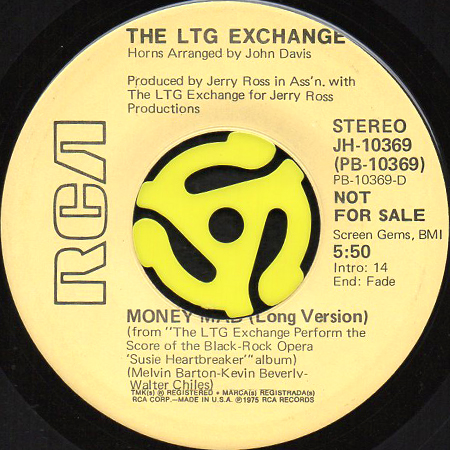 THE LTG EXCHANGE
Horns Arranged by John Davis
Produced by Jerry Ross in Ass'n. with
The LTG Exchange for Jerry Ross
Productions
RCA
STEREO
JH-10369
(PB-10369)
PB-10369-D
NOT
FOR SALE
Screen Gems, BMI
5:50
Intro: 14
End: Fade
MONEY MAD (Long Version)
(from "The LTG Exchange Perform the
Score of the Black-Rock Opera
'Susie Heartbreaker'" album)
(Melvin Barton-Kevin Beverly-
Walter Chiles)
TMK(s) ® REGISTERED • MARCA(s) REGISTRADA(s)
RCA CORP.—MADE IN U.S.A. ℗ 1975 RCA RECORDS